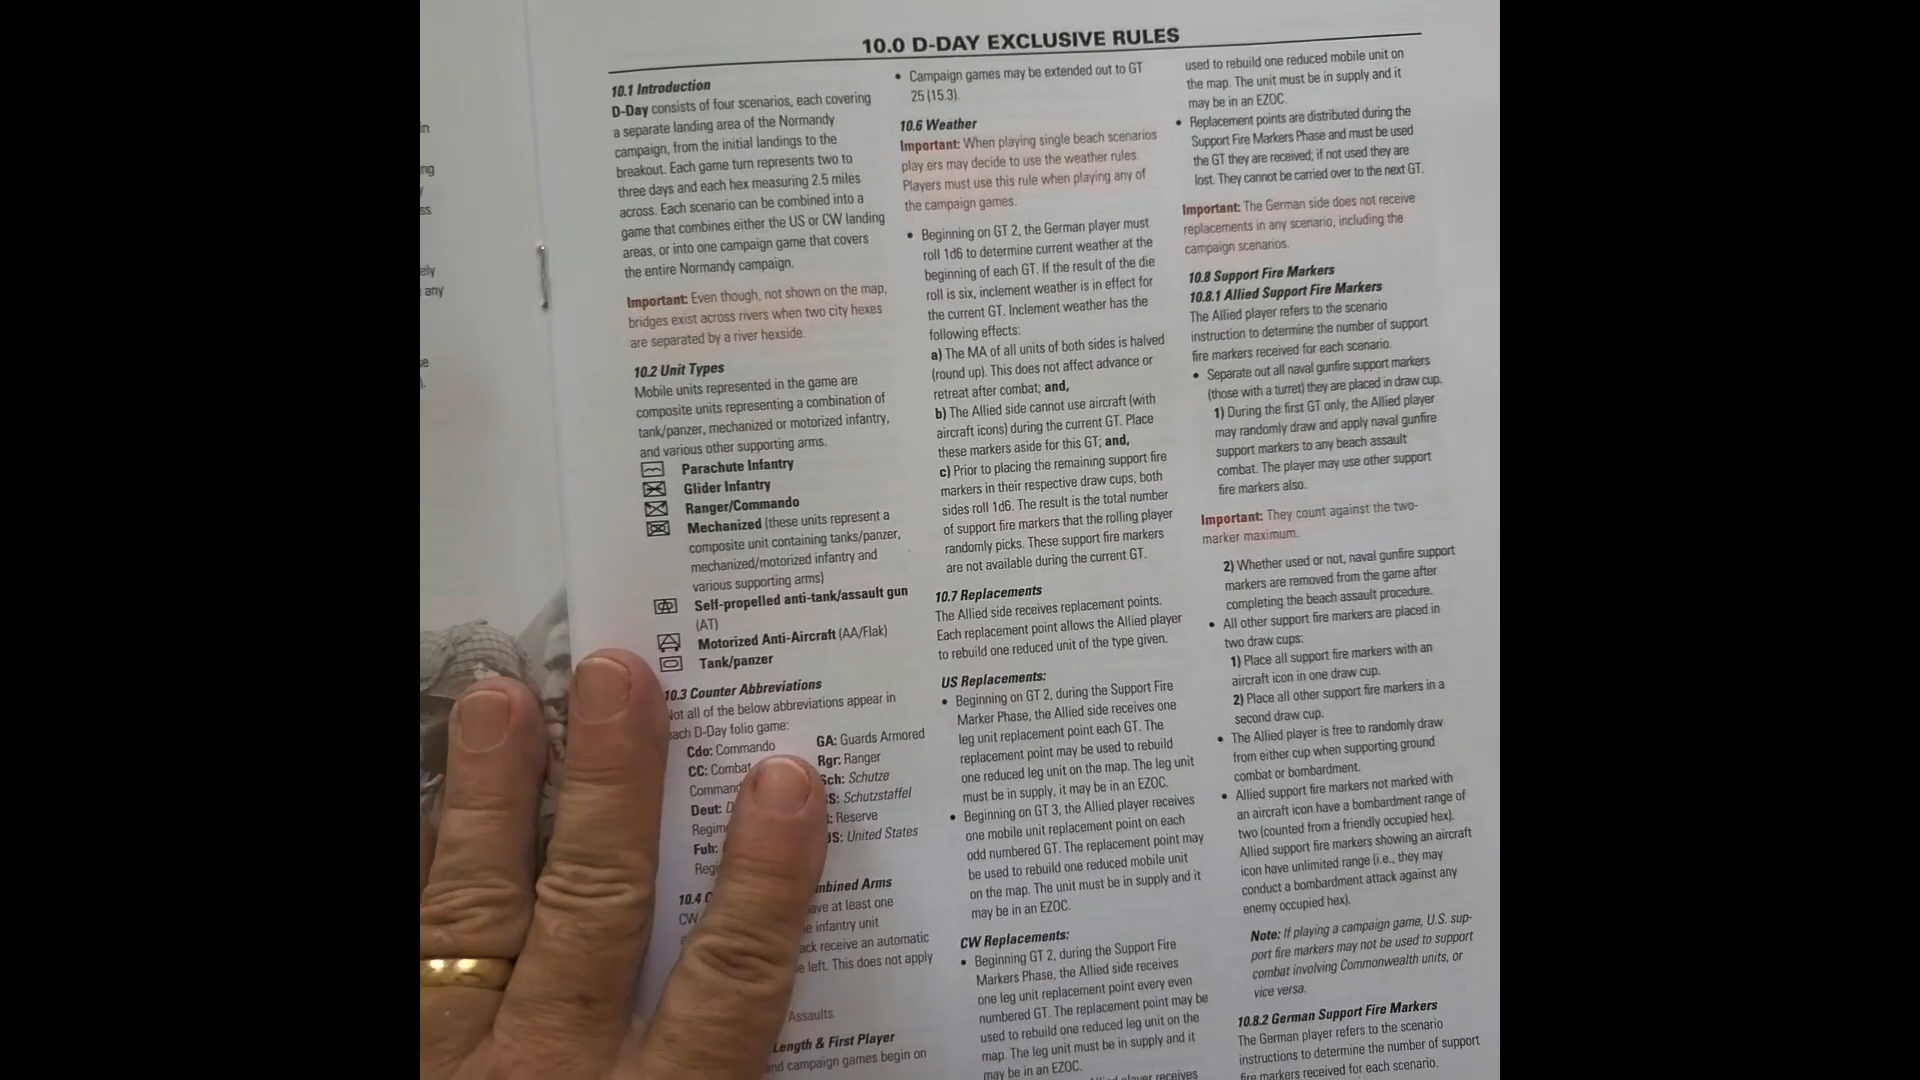 in
ng
ss
any
10.0 D-DAY EXCLUSIVE RULES
10.1 Introduction
D-Day consists of four scenarios, each covering
a separate landing area of the Normandy
campaign, from the initial landings to the
breakout. Each game turn represents two to
three days and each hex measuring 2.5 miles
across. Each scenario can be combined into a
game that combines either the US or CW landing
areas, or into one campaign game that covers
the entire Normandy campaign.
Important: Even though, not shown on the map,
bridges exist across rivers when two city hexes
are separated by a river hexside.
10.2 Unit Types
Mobile units represented in the game are
composite units representing a combination of
tank/panzer, mechanized or motorized infantry,
and various other supporting arms.
Parachute Infantry
Glider Infantry
Ranger/Commando
Mechanized (these units represent a
composite unit containing tanks/panzer,
mechanized/motorized infantry and
various supporting arms)
Self-propelled anti-tank/assault gun
(AT)
Motorized Anti-Aircraft (AA/Flak)
Tank/panzer
10.3 Counter Abbreviations
Not all of the below abbreviations appear in
each D-Day folio game:
Cdo: Commando
CC: Combat
Command
Deut: D
Regim
Fuh:
Regi
GA: Guards Armored
Rgr: Ranger
Sch: Schutze
SS: Schutzstaffel
: Reserve
US: United States
10.4 C mbined Arms
CW ave at least one
e infantry unit
ack receive an automatic
e left. This does not apply
Assaults.
Length & First Player
and campaign games begin on
• Campaign games may be extended out to GT
25 (15.3).
10.6 Weather
Important: When playing single beach scenarios
play ers may decide to use the weather rules.
Players must use this rule when playing any of
the campaign games.
• Beginning on GT 2, the German player must
roll 1d6 to determine current weather at the
beginning of each GT. If the result of the die
roll is six, inclement weather is in effect for
the current GT. Inclement weather has the
following effects:
a) The MA of all units of both sides is halved
(round up). This does not affect advance or
retreat after combat; and,
b) The Allied side cannot use aircraft (with
aircraft icons) during the current GT. Place
these markers aside for this GT; and,
c) Prior to placing the remaining support fire
markers in their respective draw cups, both
sides roll 1d6. The result is the total number
of support fire markers that the rolling player
randomly picks. These support fire markers
are not available during the current GT.
10.7 Replacements
The Allied side receives replacement points.
Each replacement point allows the Allied player
to rebuild one reduced unit of the type given.
US Replacements:
• Beginning on GT 2, during the Support Fire
Marker Phase, the Allied side receives one
leg unit replacement point each GT. The
replacement point may be used to rebuild
one reduced leg unit on the map. The leg unit
must be in supply, it may be in an EZOC.
• Beginning on GT 3, the Allied player receives
one mobile unit replacement point on each
odd numbered GT. The replacement point may
be used to rebuild one reduced mobile unit
on the map. The unit must be in supply and it
may be in an EZOC.
CW Replacements:
• Beginning GT 2, during the Support Fire
Markers Phase, the Allied side receives
one leg unit replacement point every even
numbered GT. The replacement point may be
used to rebuild one reduced leg unit on the
map. The leg unit must be in supply and it
may be in an EZOC.
player receives
used to rebuild one reduced mobile unit on
the map. The unit must be in supply and it
may be in an EZOC.
• Replacement points are distributed during the
Support Fire Markers Phase and must be used
the GT they are received; if not used they are
lost. They cannot be carried over to the next GT.
Important: The German side does not receive
replacements in any scenario, including the
campaign scenarios.
10.8 Support Fire Markers
10.8.1 Allied Support Fire Markers
The Allied player refers to the scenario
instruction to determine the number of support
fire markers received for each scenario.
• Separate out all naval gunfire support markers
(those with a turret) they are placed in draw cup.
1) During the first GT only, the Allied player
may randomly draw and apply naval gunfire
support markers to any beach assault
combat. The player may use other support
fire markers also.
Important: They count against the two-
marker maximum.
2) Whether used or not, naval gunfire support
markers are removed from the game after
completing the beach assault procedure.
• All other support fire markers are placed in
two draw cups:
1) Place all support fire markers with an
aircraft icon in one draw cup.
2) Place all other support fire markers in a
second draw cup.
• The Allied player is free to randomly draw
from either cup when supporting ground
combat or bombardment.
• Allied support fire markers not marked with
an aircraft icon have a bombardment range of
two (counted from a friendly occupied hex).
Allied support fire markers showing an aircraft
icon have unlimited range (i.e., they may
conduct a bombardment attack against any
enemy occupied hex).
Note: If playing a campaign game, U.S. sup-
port fire markers may not be used to support
combat involving Commonwealth units, or
vice versa.
10.8.2 German Support Fire Markers
The German player refers to the scenario
instructions to determine the number of support
fire markers received for each scenario.